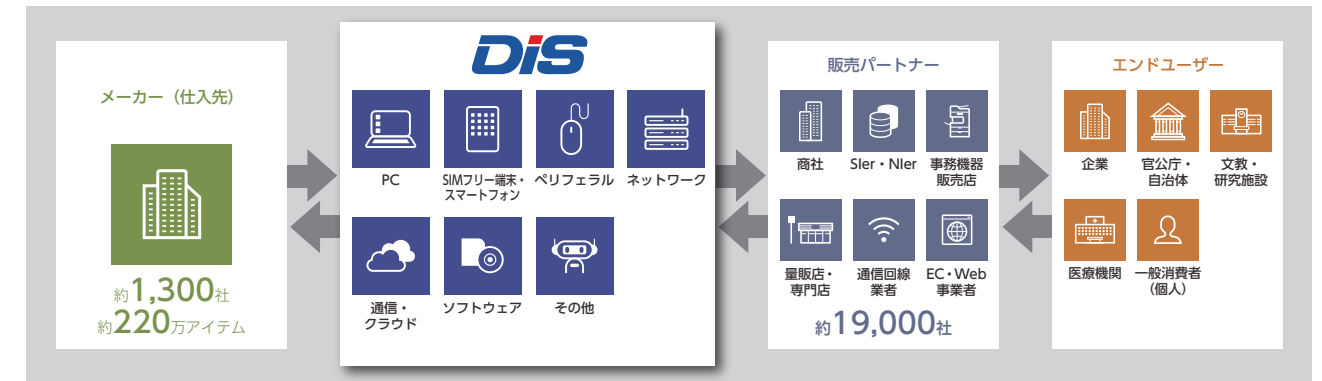 メーカー（仕入先）
約1,300社
約220万アイテム
DiS
PC
SIMフリー端末・
スマートフォン
ペリフェラル
ネットワーク
通信・
クラウド
ソフトウェア
その他
販売パートナー
商社
SIer・NIer
事務機器
販売店
量販店・
専門店
通信回線
業者
EC・Web
事業者
約19,000社
エンドユーザー
企業
官公庁・
自治体
文教・
研究施設
医療機関
一般消費者
（個人）